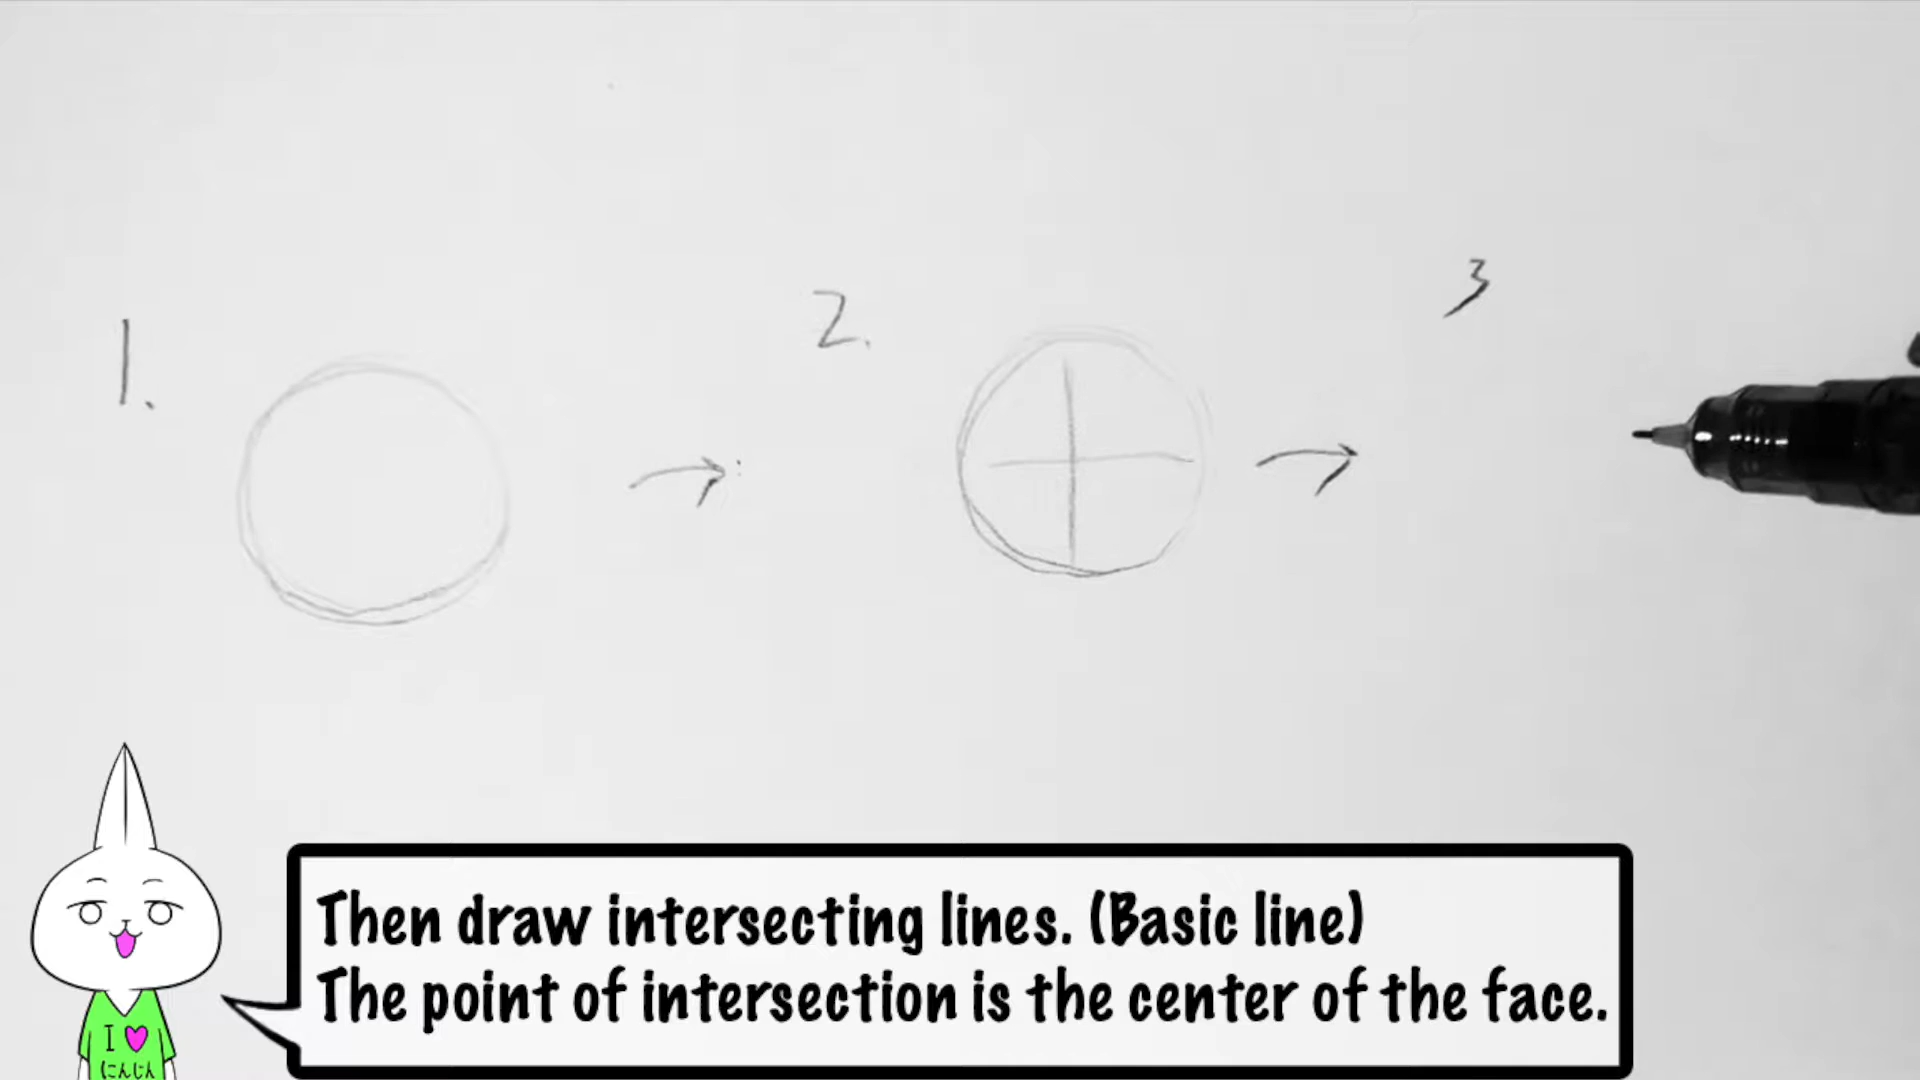 1.
2.
3
Then draw intersecting lines. (Basic line)
The point of intersection is the center of the face.
I ♥
にんじん